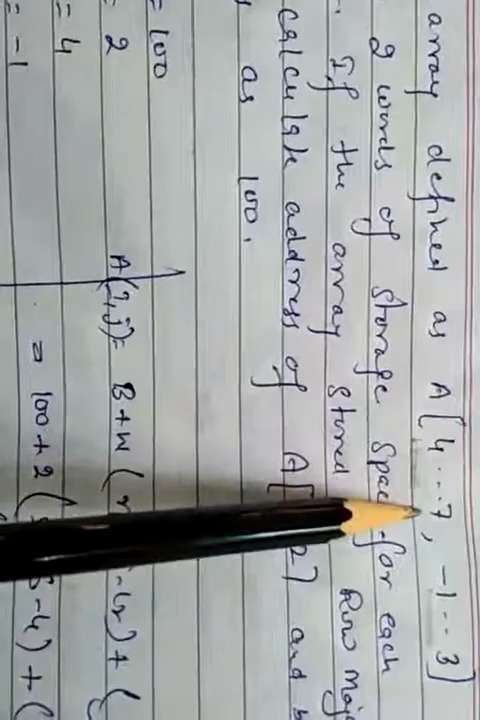 array defined as A[4...7, -1...3]
2 words of storage space for each
. If the array stored Row
calculate address of A[ 2] and
as 100.
= 100
= 2 A(I,J) = B+W (
= 4 = 100 + 2 ( -4) + (
= -1